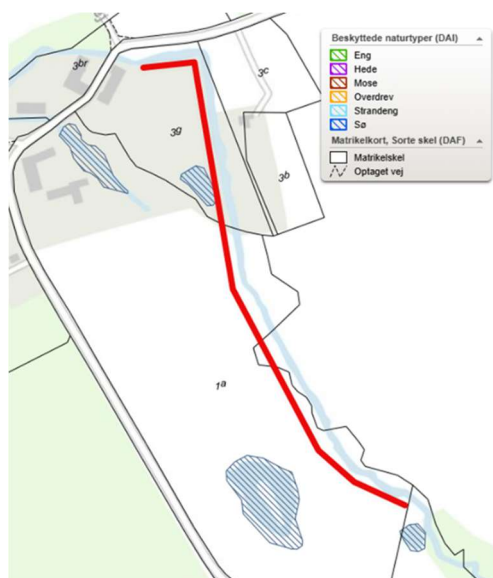 Beskyttede naturtyper (DAI)
Eng
Hede
Mose
Overdrev
Strandeng
Sø
Matrikelkort, Sorte skel (DAF)
Matrikelskel
Optaget vej
3br
3c
3g
3b
1a